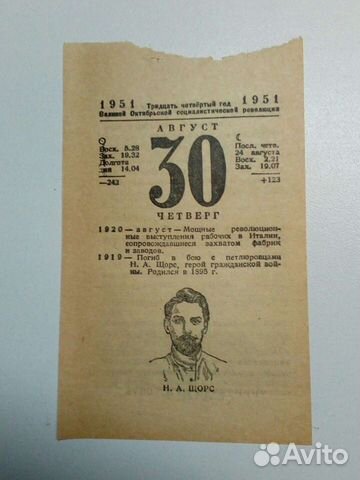 1951 Тридцать четвёртый год 1951
Великой Октябрьской социалистической революции
АВГУСТ
Восх. 5.28
Зах. 19.32
Долгота
дня 14.04
—242
30
Посл. четв.
24 августа
Восх. 2.21
Зах. 19.07
+123
ЧЕТВЕРГ
1920—август—Мощные революцион-
ные выступления рабочих в Италии,
сопровождавшиеся захватом фабрик
и заводов.
1919—Погиб в бою с петлюровцами
Н. А. Щорс, герой гражданской вой-
ны. Родился в 1895 г.
Н. А. ЩОРС
Avito